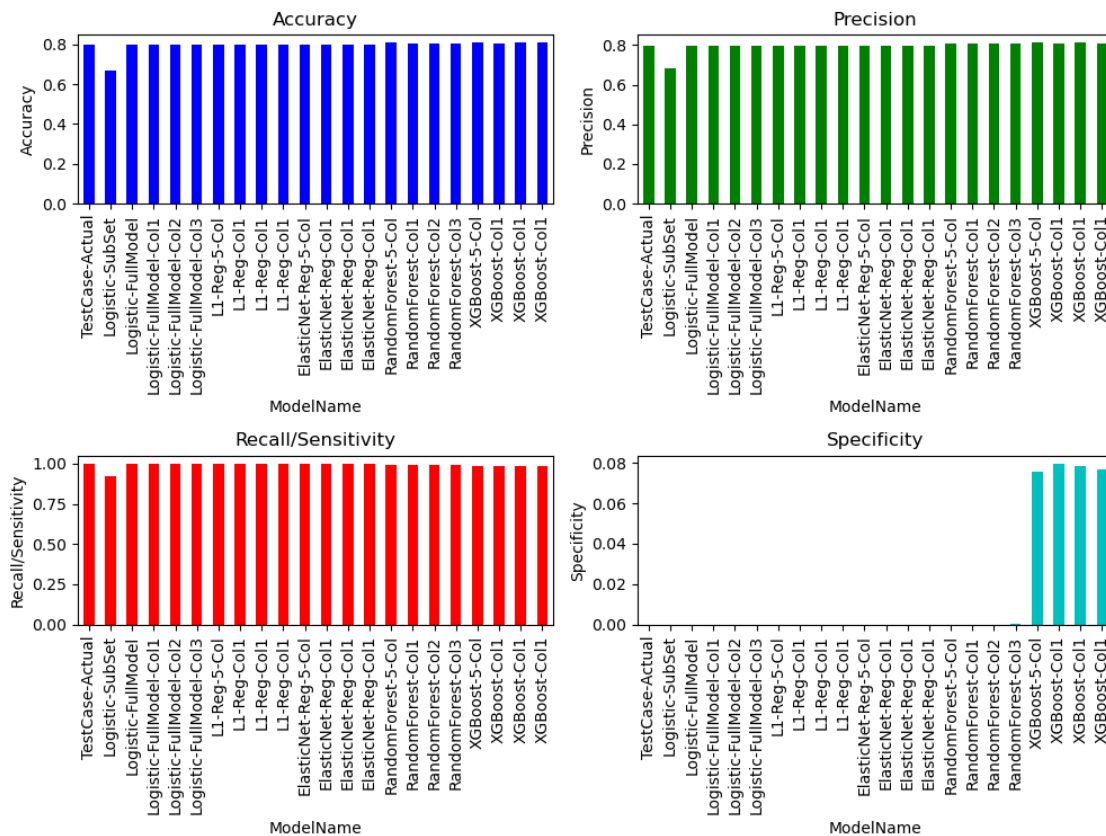 Accuracy
Accuracy
0.8
0.6
0.4
0.2
0.0
TestCase-Actual
Logistic-SubSet
Logistic-FullModel
Logistic-FullModel-Col1
Logistic-FullModel-Col2
Logistic-FullModel-Col3
L1-Reg-5-Col
L1-Reg-Col1
L1-Reg-Col1
L1-Reg-Col1
ElasticNet-Reg-5-Col
ElasticNet-Reg-Col1
ElasticNet-Reg-Col1
ElasticNet-Reg-Col1
RandomForest-5-Col
RandomForest-Col1
RandomForest-Col2
RandomForest-Col3
XGBoost-5-Col
XGBoost-Col1
XGBoost-Col1
XGBoost-Col1
ModelName
Precision
Precision
0.8
0.6
0.4
0.2
0.0
TestCase-Actual
Logistic-SubSet
Logistic-FullModel
Logistic-FullModel-Col1
Logistic-FullModel-Col2
Logistic-FullModel-Col3
L1-Reg-5-Col
L1-Reg-Col1
L1-Reg-Col1
L1-Reg-Col1
ElasticNet-Reg-5-Col
ElasticNet-Reg-Col1
ElasticNet-Reg-Col1
ElasticNet-Reg-Col1
RandomForest-5-Col
RandomForest-Col1
RandomForest-Col2
RandomForest-Col3
XGBoost-5-Col
XGBoost-Col1
XGBoost-Col1
XGBoost-Col1
ModelName
Recall/Sensitivity
Recall/Sensitivity
1.00
0.75
0.50
0.25
0.00
TestCase-Actual
Logistic-SubSet
Logistic-FullModel
Logistic-FullModel-Col1
Logistic-FullModel-Col2
Logistic-FullModel-Col3
L1-Reg-5-Col
L1-Reg-Col1
L1-Reg-Col1
L1-Reg-Col1
ElasticNet-Reg-5-Col
ElasticNet-Reg-Col1
ElasticNet-Reg-Col1
ElasticNet-Reg-Col1
RandomForest-5-Col
RandomForest-Col1
RandomForest-Col2
RandomForest-Col3
XGBoost-5-Col
XGBoost-Col1
XGBoost-Col1
XGBoost-Col1
ModelName
Specificity
Specificity
0.08
0.06
0.04
0.02
0.00
TestCase-Actual
Logistic-SubSet
Logistic-FullModel
Logistic-FullModel-Col1
Logistic-FullModel-Col2
Logistic-FullModel-Col3
L1-Reg-5-Col
L1-Reg-Col1
L1-Reg-Col1
L1-Reg-Col1
ElasticNet-Reg-5-Col
ElasticNet-Reg-Col1
ElasticNet-Reg-Col1
ElasticNet-Reg-Col1
RandomForest-5-Col
RandomForest-Col1
RandomForest-Col2
RandomForest-Col3
XGBoost-5-Col
XGBoost-Col1
XGBoost-Col1
XGBoost-Col1
ModelName